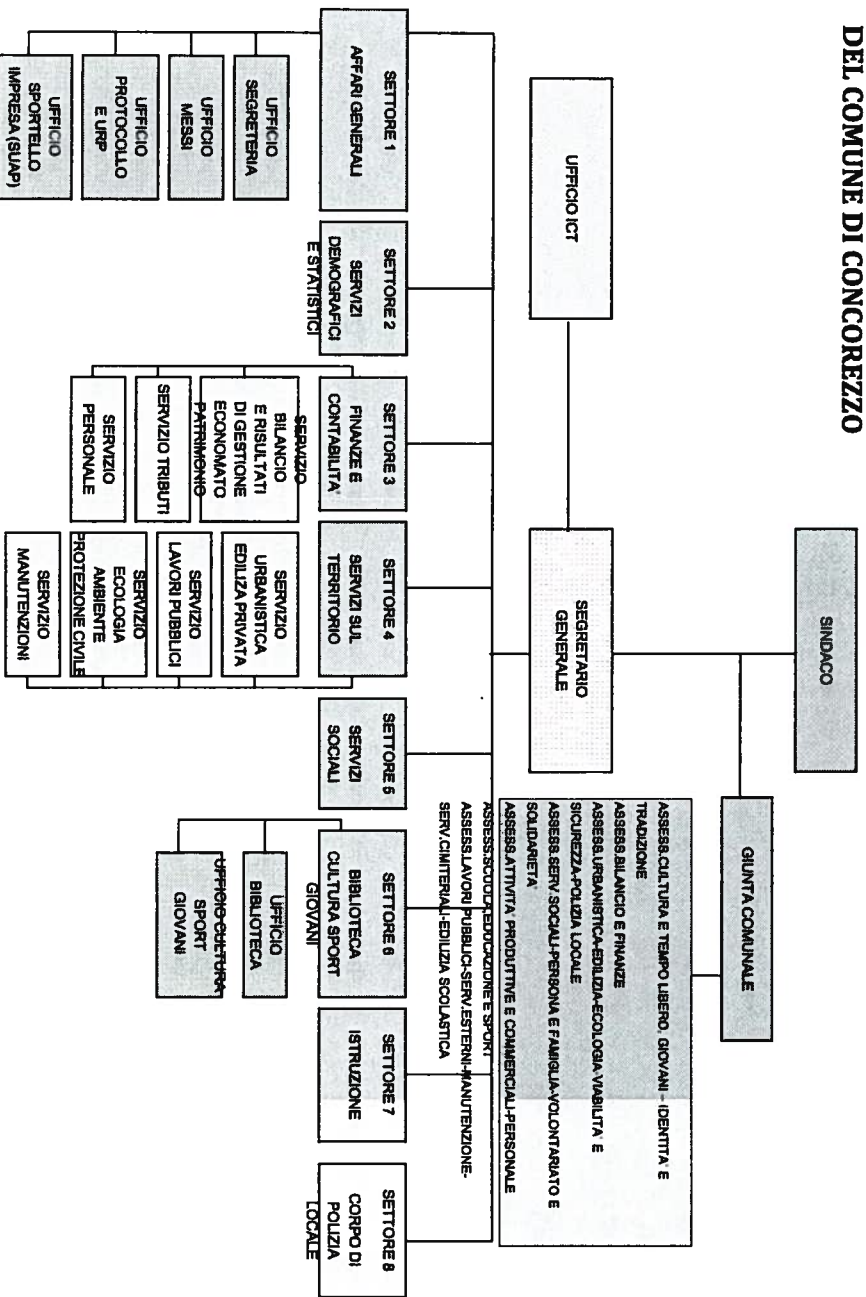 DEL COMUNE DI CONCOREZZO
SINDACO
GIUNTA COMUNALE
ASSESS.CULTURA E TEMPO LIBERO, GIOVANI – IDENTITA' E
TRADIZIONE
ASSESS.BILANCIO E FINANZE
ASSESS.URBANISTICA-EDILIZIA-ECOLOGIA-VIABILITA' E
SICUREZZA-POLIZIA LOCALE
ASSESS.SERV.SOCIALI-PERSONA E FAMIGLIA-VOLONTARIATO E
SOLIDARIETA'
ASSESS.ATTIVITA' PRODUTTIVE E COMMERCIALI-PERSONALE
ASSESS.SCUOLA,EDUCAZIONE E SPORT
ASSESS.LAVORI PUBBLICI-SERV.ESTERNI-MANUTENZIONE-
SERV.CIMITERIALI-EDILIZIA SCOLASTICA
UFFICIO ICT
SEGRETARIO
GENERALE
SETTORE 1
AFFARI GENERALI
UFFICIO
SEGRETERIA
UFFICIO
MESSI
UFFICIO
PROTOCOLLO
E URP
UFFICIO
SPORTELLO
IMPRESA (SUAP)
SETTORE 2
SERVIZI
DEMOGRAFICI
E STATISTICI
SETTORE 3
FINANZE E
CONTABILITA'
SERVIZIO
BILANCIO
E RISULTATI
DI GESTIONE
ECONOMATO
PATRIMONIO
SERVIZIO TRIBUTI
SERVIZIO
PERSONALE
SETTORE 4
SERVIZI SUL
TERRITORIO
SERVIZIO
URBANISTICA
EDILIZA PRIVATA
SERVIZIO
LAVORI PUBBLICI
SERVIZIO
ECOLOGIA
AMBIENTE
PROTEZIONE CIVILE
SERVIZIO
MANUTENZIONI
SETTORE 5
SERVIZI
SOCIALI
SETTORE 6
BIBLIOTECA
CULTURA SPORT
GIOVANI
UFFICIO
BIBLIOTECA
UFFICIO CULTURA
SPORT
GIOVANI
SETTORE 7
ISTRUZIONE
SETTORE 8
CORPO DI
POLIZIA
LOCALE